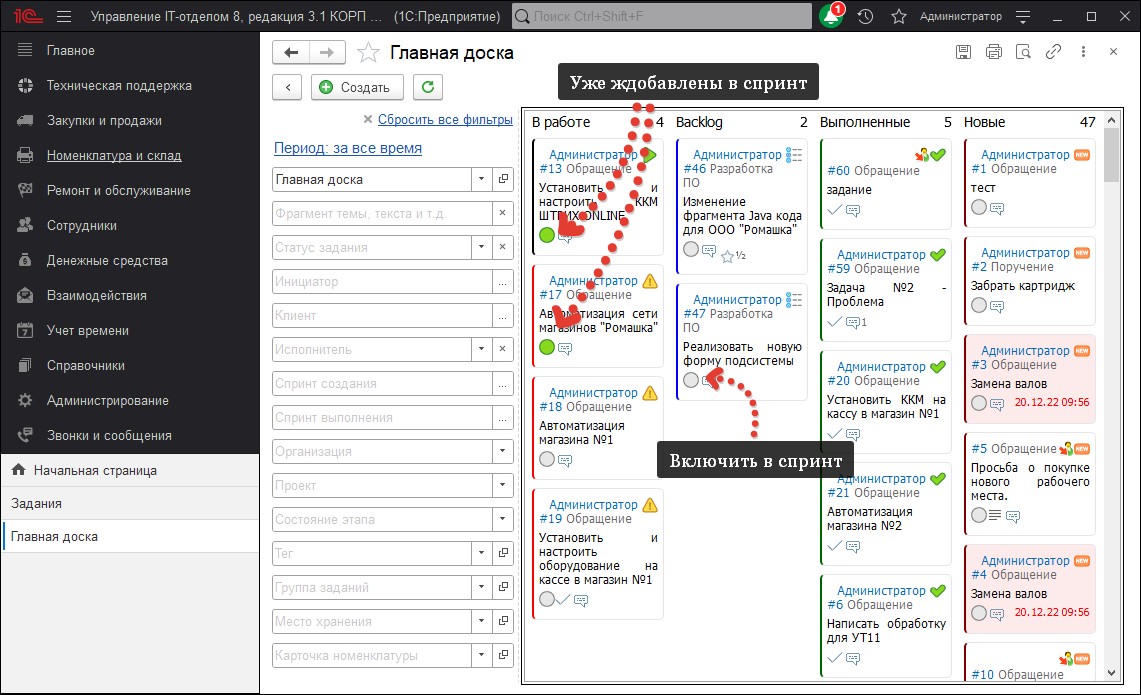 1С Управление IT-отделом 8, редакция 3.1 КОРП ... (1С:Предприятие) Поиск Ctrl+Shift+F 1 Администратор
Главное
Техническая поддержка
Закупки и продажи
Номенклатура и склад
Ремонт и обслуживание
Сотрудники
Денежные средства
Взаимодействия
7 Учет времени
Справочники
Администрирование
Звонки и сообщения
Начальная страница
Задания
Главная доска
Главная доска
Создать
Сбросить все фильтры
Период: за все время
Главная доска
Фрагмент темы, текста и т.д.
Статус задания
Инициатор
Клиент
Исполнитель
Спринт создания
Спринт выполнения
Организация
Проект
Состояние этапа
Тег
Группа заданий
Место хранения
Карточка номенклатуры
Уже ждобавлены в спринт
В работе 4
Администратор
#13 Обращение
Установить и
настроить ККМ
ШТРИХ-ONLINE
Администратор
#17 Обращение
Автоматизация сети
магазинов "Ромашка"
Администратор
#18 Обращение
Автоматизация
магазина №1
Администратор
#19 Обращение
Установить и
настроить
оборудование на
кассе в магазин №1
Backlog 2
Администратор
#46 Разработка
ПО
Изменение
фрагмента Java кода
для ООО "Ромашка"
½
Администратор
#47 Разработка
ПО
Реализовать новую
форму подсистемы
Включить в спринт
Выполненные 5
#60 Обращение
задание
Администратор
#59 Обращение
Задача №2 -
Проблема
1
Администратор
#20 Обращение
Установить ККМ на
кассу в магазин №1
Администратор
#21 Обращение
Автоматизация
магазина №2
Администратор
#6 Обращение
Написать обработку
для УТ11
Новые 47
Администратор NEW
#1 Обращение
тест
Администратор NEW
#2 Поручение
Забрать картридж
Администратор NEW
#3 Обращение
Замена валов
20.12.22 09:56
#5 Обращение NEW
Просьба о покупке
нового рабочего
места.
Администратор NEW
#4 Обращение
Замена валов
20.12.22 09:56
NEW
#10 Обращение